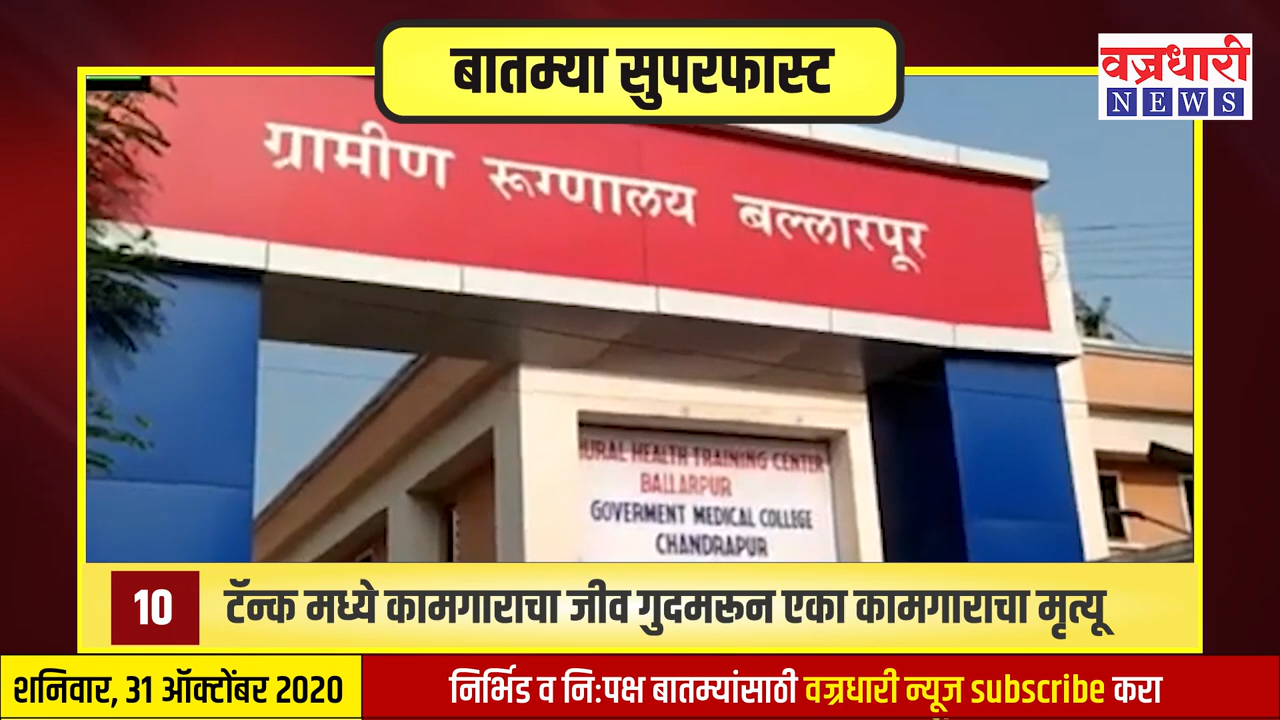 बातम्या सुपरफास्ट
वज्रधारी
NEWS
ग्रामीण रूग्णालय बल्लारपूर
RURAL HEALTH TRAINING CENTER
BALLARPUR
GOVERMENT MEDICAL COLLEGE
CHANDRAPUR
10 टॅन्क मध्ये कामगाराचा जीव गुदमरून एका कामगाराचा मृत्यू
शनिवार, 31 ऑक्टोंबर 2020
निर्भिड व नि:पक्ष बातम्यांसाठी वज्रधारी न्यूज subscribe करा